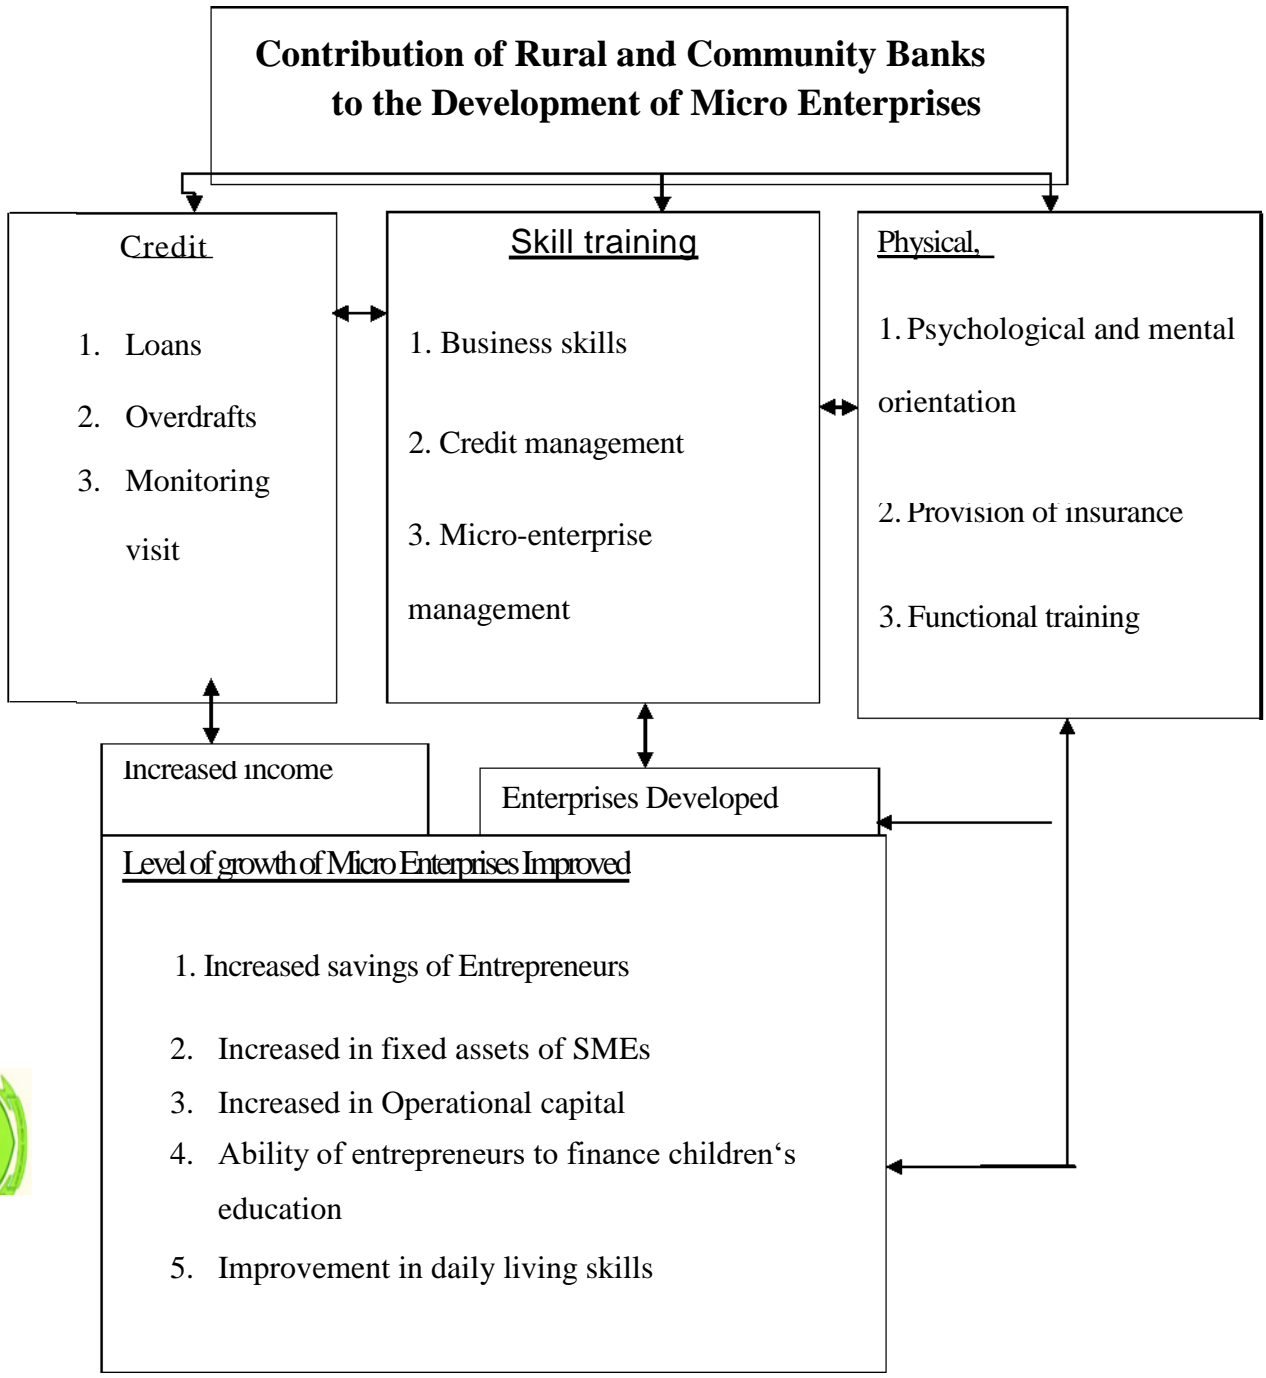 Contribution of Rural and Community Banks
to the Development of Micro Enterprises
Credit
1. Loans
2. Overdrafts
3. Monitoring
visit
Skill training
1. Business skills
2. Credit management
3. Micro-enterprise
management
Physical,
1. Psychological and mental
orientation
2. Provision of insurance
3. Functional training
Increased income
Enterprises Developed
Level of growth of Micro Enterprises Improved
1. Increased savings of Entrepreneurs
2. Increased in fixed assets of SMEs
3. Increased in Operational capital
4. Ability of entrepreneurs to finance children‘s
education
5. Improvement in daily living skills